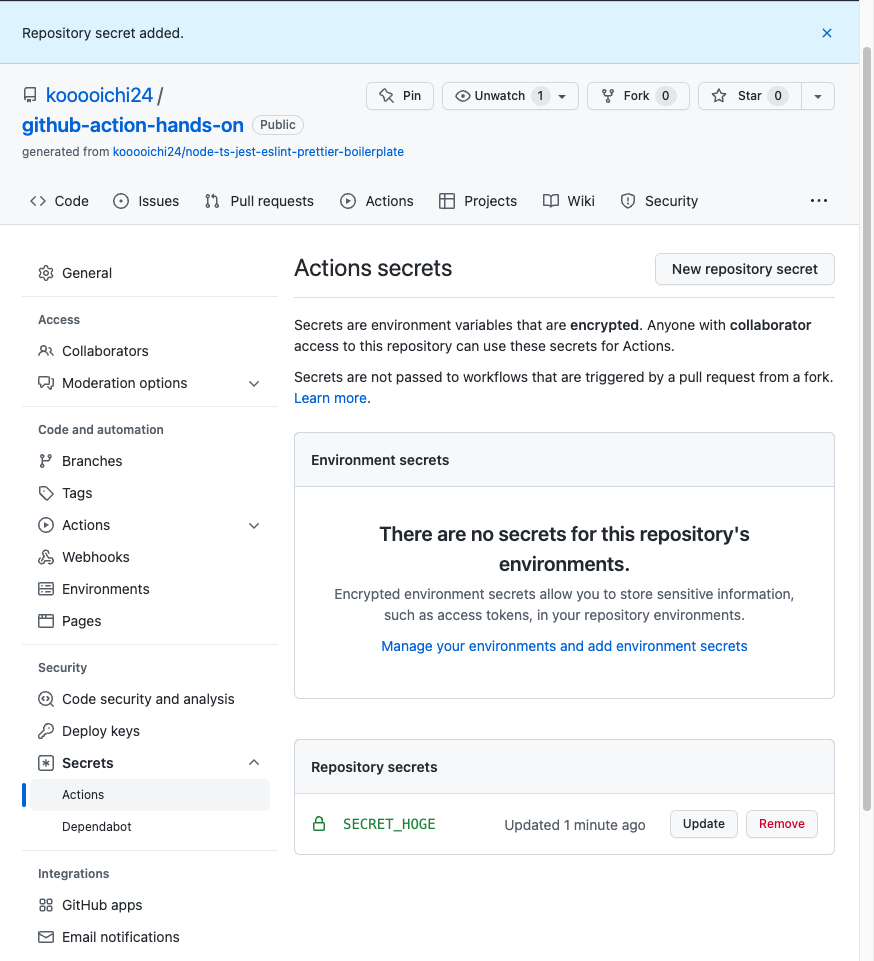 Repository secret added.
kooooichi24 /
Pin
Unwatch 1
Fork 0
Star 0
github-action-hands-on Public
generated from kooooichi24/node-ts-jest-eslint-prettier-boilerplate
Code
Issues
Pull requests
Actions
Projects
Wiki
Security
General
Access
Collaborators
Moderation options
Code and automation
Branches
Tags
Actions
Webhooks
Environments
Pages
Security
Code security and analysis
Deploy keys
Secrets
Actions
Dependabot
Integrations
GitHub apps
Email notifications
Actions secrets
New repository secret
Secrets are environment variables that are encrypted. Anyone with collaborator
access to this repository can use these secrets for Actions.
Secrets are not passed to workflows that are triggered by a pull request from a fork.
Learn more.
Environment secrets
There are no secrets for this repository's
environments.
Encrypted environment secrets allow you to store sensitive information,
such as access tokens, in your repository environments.
Manage your environments and add environment secrets
Repository secrets
SECRET_HOGE
Updated 1 minute ago
Update
Remove